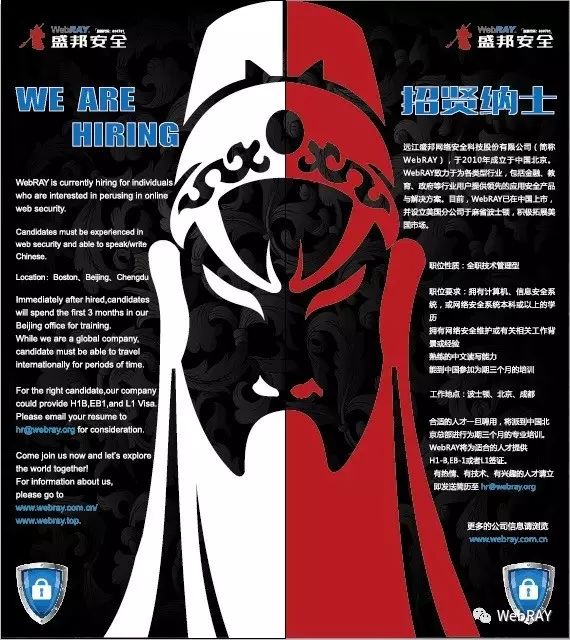 WebRAY
盛邦安全
WE ARE
HIRING
WebRAY is currently hiring for individuals
who are interested in perusing in online
web security.
Candidates must be experienced in
web security and able to speak/write
Chinese.
Location：Boston、Beijing、Chengdu
Immediately after hired,candidates
will spend the first 3 months in our
Beijing office for training.
While we are a global company,
candidate must be able to travel
internationally for periods of time.
For the right candidate,our company
could provide H1B,EB1,and L1 Visa.
Please email your resume to
hr@webray.org for consideration.
Come join us now and let's explore
the world together!
For information about us,
please go to
www.webray.com.cn/
www.webray.top.
WebRAY
盛邦安全
招贤纳士
远江盛邦网络安全科技股份有限公司（简称
WebRAY），于2010年成立于中国北京。
WebRAY致力于为各类型行业，包括金融、教
育、政府等行业用户提供领先的应用安全产品
与解决方案。目前，WebRAY已在中国上市，
并设立美国分公司于麻省波士顿，积极拓展美
国市场。
职位性质：全职技术管理型
职位要求：拥有计算机、信息安全系
统，或网络安全系统本科或以上的学
历
拥有网络安全维护或有关相关工作背
景或经验
熟练的中文读写能力
能到中国参加为期三个月的培训
工作地点：波士顿、北京、成都
合适的人才一旦聘用，将派到中国北
京总部进行为期三个月的专业培训。
WebRAY将为适合的人才提供
H1-B,EB-1或者L1签证。
有热情、有技术、有兴趣的人才请立
即发送简历至 hr@webray.org
更多的公司信息请浏览
www.webray.com.cn
WebRAY